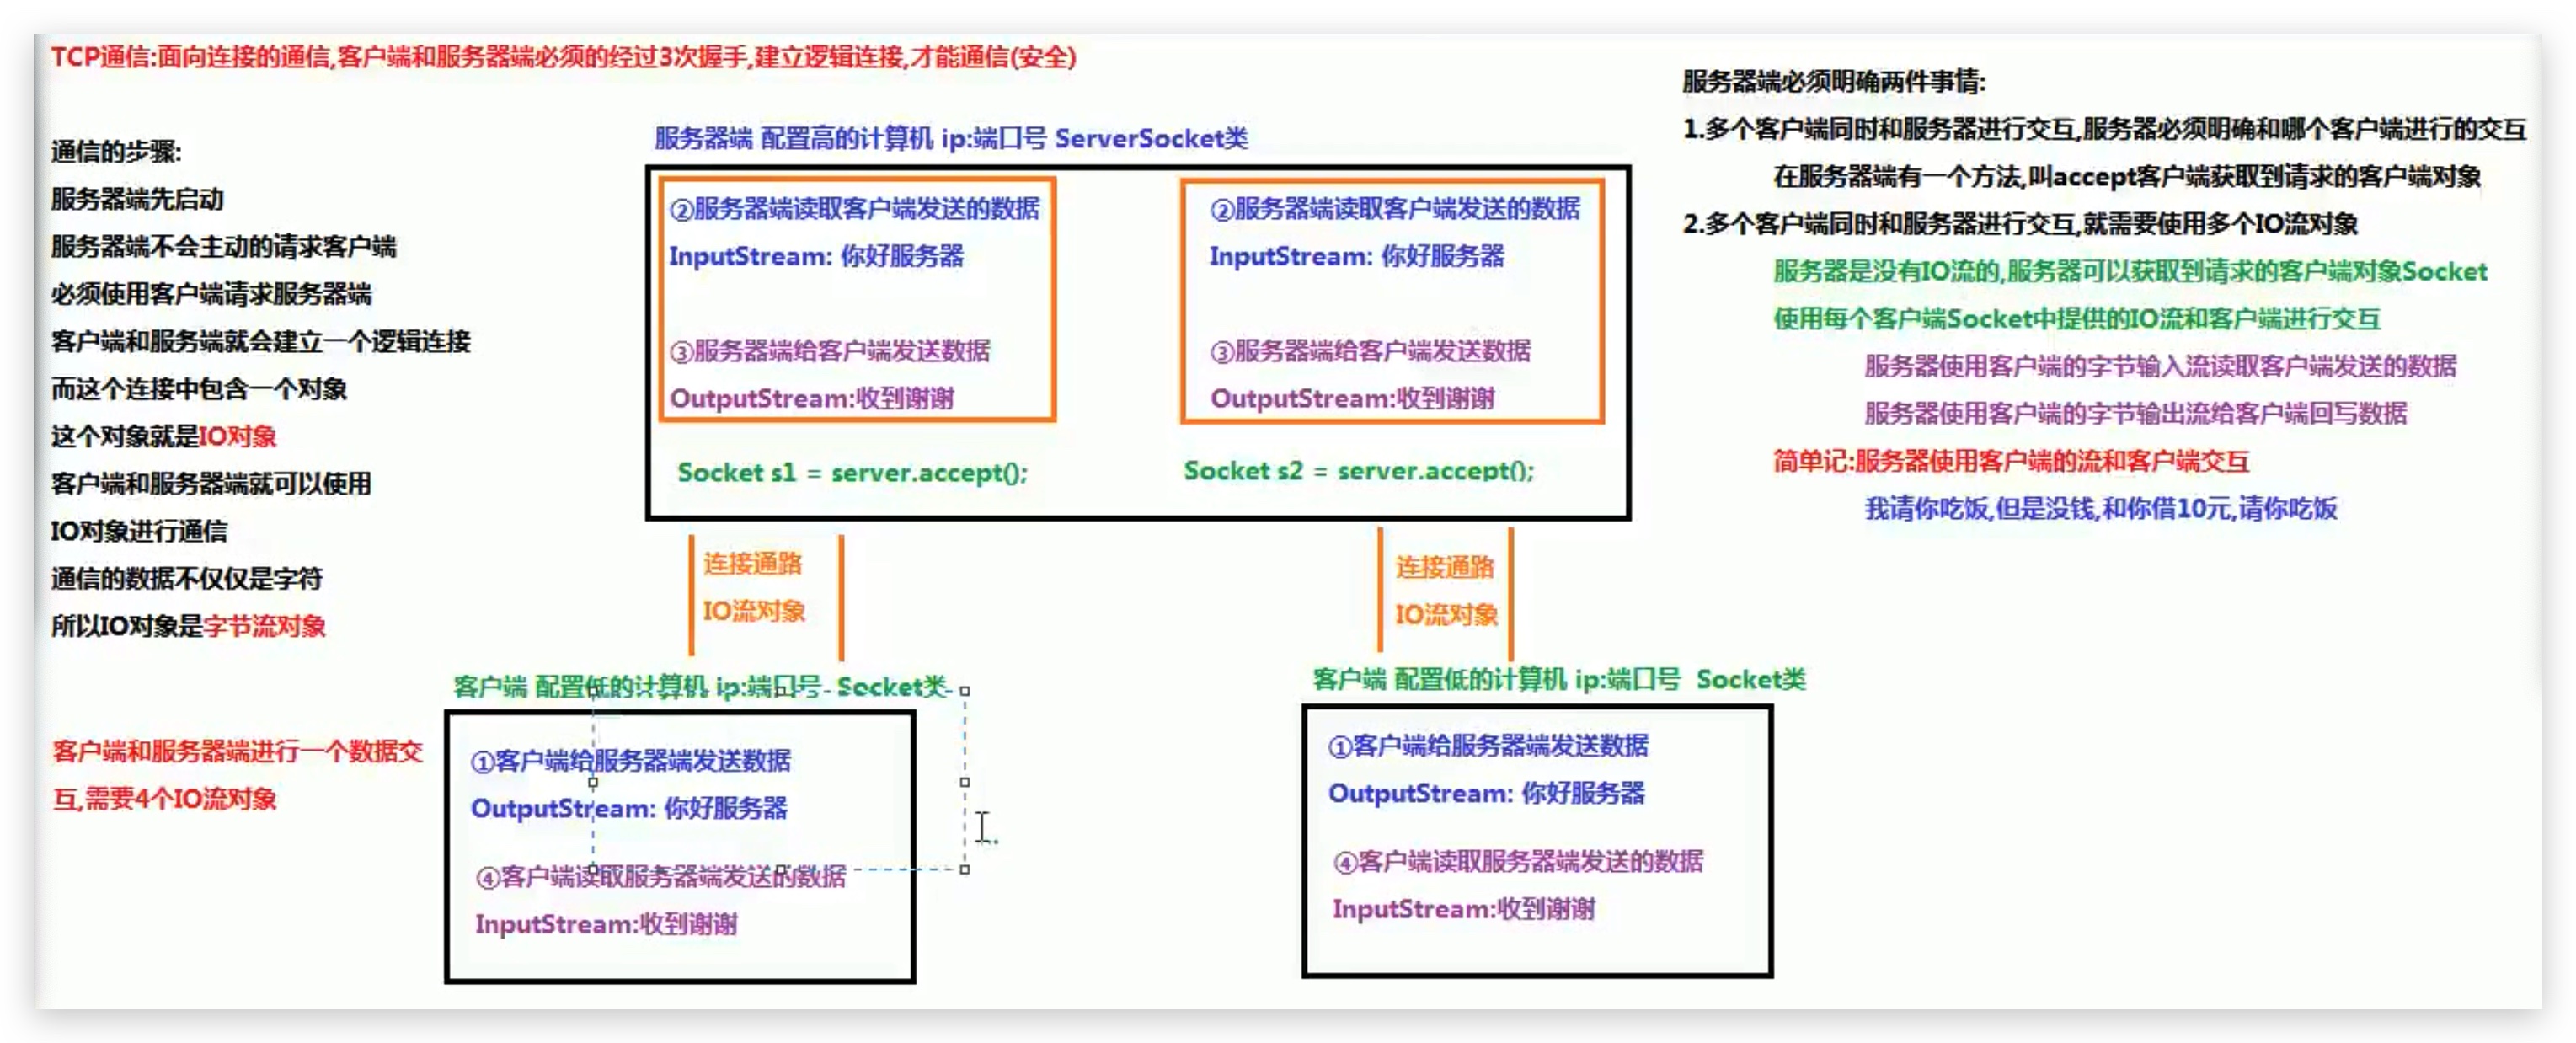 TCP通信:面向连接的通信,客户端和服务器端必须的经过3次握手,建立逻辑连接,才能通信(安全)
通信的步骤:
服务器端先启动
服务器端不会主动的请求客户端
必须使用客户端请求服务器端
客户端和服务端就会建立一个逻辑连接
而这个连接中包含一个对象
这个对象就是IO对象
客户端和服务器端就可以使用
IO对象进行通信
通信的数据不仅仅是字符
所以IO对象是字节流对象
客户端和服务器端进行一个数据交
互,需要4个IO流对象
服务器端 配置高的计算机 ip:端口号 ServerSocket类
②服务器端读取客户端发送的数据
InputStream: 你好服务器
③服务器端给客户端发送数据
OutputStream:收到谢谢
Socket s1 = server.accept();
②服务器端读取客户端发送的数据
InputStream: 你好服务器
③服务器端给客户端发送数据
OutputStream:收到谢谢
Socket s2 = server.accept();
连接通路
IO流对象
连接通路
IO流对象
客户端 配置低的计算机 ip:端口号 Socket类
①客户端给服务器端发送数据
OutputStream: 你好服务器
④客户端读取服务器端发送的数据
InputStream:收到谢谢
客户端 配置低的计算机 ip:端口号 Socket类
①客户端给服务器端发送数据
OutputStream: 你好服务器
④客户端读取服务器端发送的数据
InputStream:收到谢谢
服务器端必须明确两件事情:
1.多个客户端同时和服务器进行交互,服务器必须明确和哪个客户端进行的交互
在服务器端有一个方法,叫accept客户端获取到请求的客户端对象
2.多个客户端同时和服务器进行交互,就需要使用多个IO流对象
服务器是没有IO流的,服务器可以获取到请求的客户端对象Socket
使用每个客户端Socket中提供的IO流和客户端进行交互
服务器使用客户端的字节输入流读取客户端发送的数据
服务器使用客户端的字节输出流给客户端回写数据
简单记:服务器使用客户端的流和客户端交互
我请你吃饭,但是没钱,和你借10元,请你吃饭